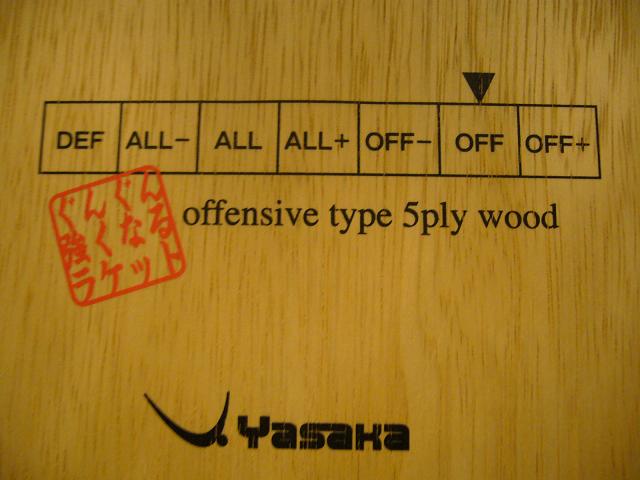 DEF ALL- ALL ALL+ OFF- OFF OFF+
offensive type 5ply wood
ぐんぐん
強くなる
ラケット
Yasaka